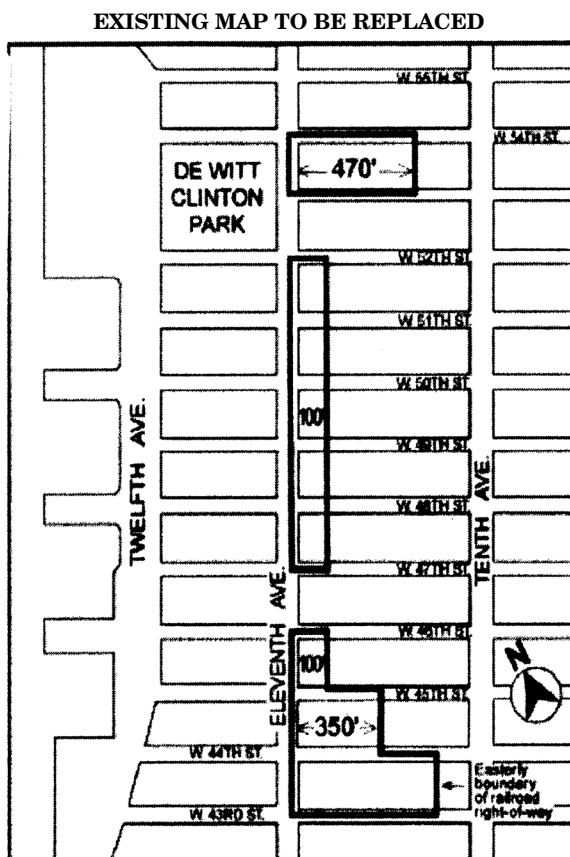 EXISTING MAP TO BE REPLACED
W. 55TH ST.
W. 54TH ST.
470'
DE WITT
CLINTON
PARK
W. 52TH ST.
W. 51TH ST.
W. 50TH ST.
100'
W. 49TH ST.
W. 48TH ST.
W. 47TH ST.
TWELFTH AVE.
ELEVENTH AVE.
TENTH AVE.
W. 46TH ST.
100'
N
W. 45TH ST.
350'
W. 44TH ST.
Easterly
boundary
of railroad
right-of-way
W. 43RD ST.